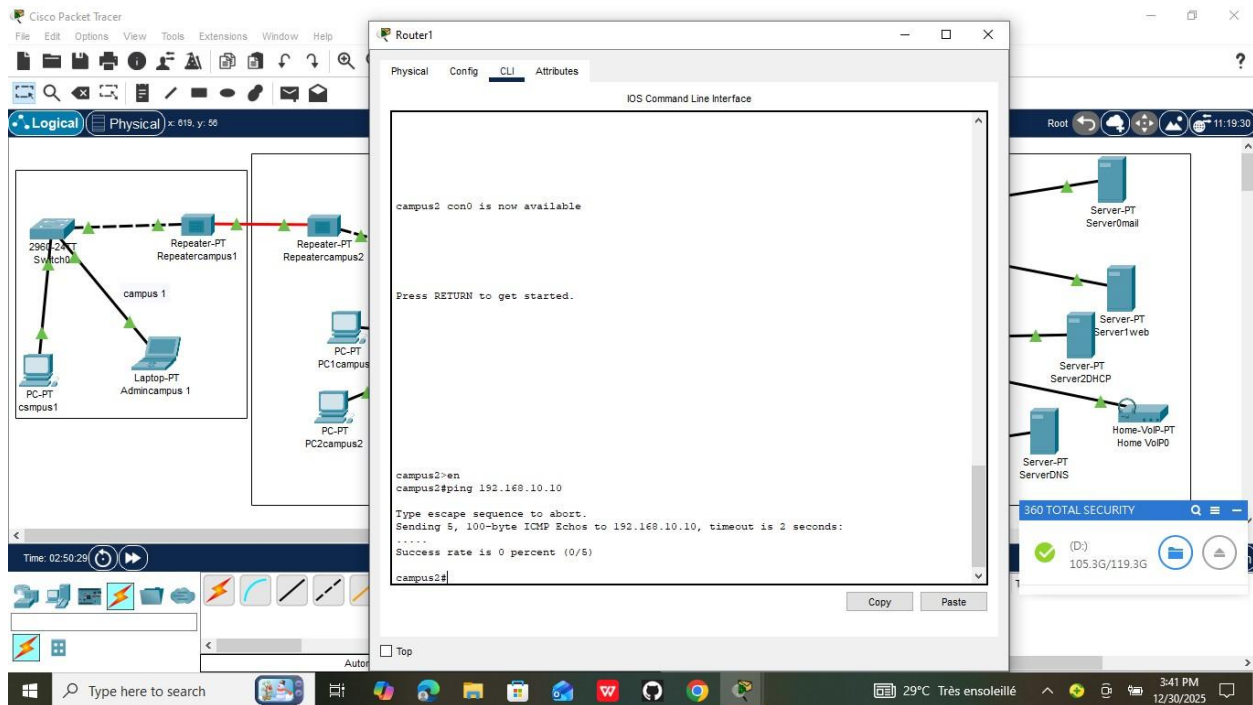 Cisco Packet Tracer
File Edit Options View Tools Extensions Window Help
?
Logical
Physical
x: 619, y: 56
Root
11:19:30
2960-24TT
Switch0
Repeater-PT
Repeatercampus1
Repeater-PT
Repeatercampus2
campus 1
PC-PT
csmpus1
Laptop-PT
Admincampus 1
PC-PT
PC1campus
PC-PT
PC2campus2
Router1
Physical Config CLI Attributes
IOS Command Line Interface
campus2 con0 is now available
Press RETURN to get started.
campus2>en
campus2#ping 192.168.10.10
Type escape sequence to abort.
Sending 5, 100-byte ICMP Echos to 192.168.10.10, timeout is 2 seconds:
.....
Success rate is 0 percent (0/5)
campus2#
Copy Paste
Top
Server-PT
Server0mail
Server-PT
Server1web
Server-PT
Server2DHCP
Home-VoIP-PT
Home VoIP0
Server-PT
ServerDNS
360 TOTAL SECURITY
(D:)
105.3G/119.3G
Time: 02:50:29
Auto
Type here to search
29°C Très ensoleillé
3:41 PM
12/30/2025